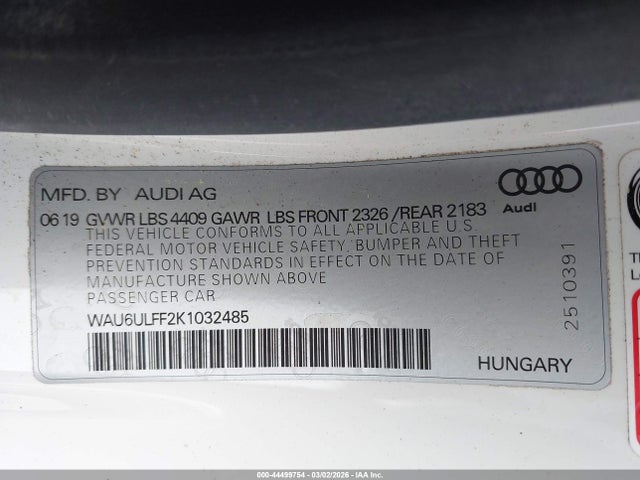 MFD. BY AUDI AG
Audi
06 19 GVWR LBS 4409 GAWR LBS FRONT 2326 /REAR 2183
THIS VEHICLE CONFORMS TO ALL APPLICABLE U.S.
FEDERAL MOTOR VEHICLE SAFETY, BUMPER AND THEFT
PREVENTION STANDARDS IN EFFECT ON THE DATE OF
MANUFACTURE SHOWN ABOVE
PASSENGER CAR
WAU6ULFF2K1032485
HUNGARY
2510391
000-44499754 | 03/02/2026 - IAA Inc.